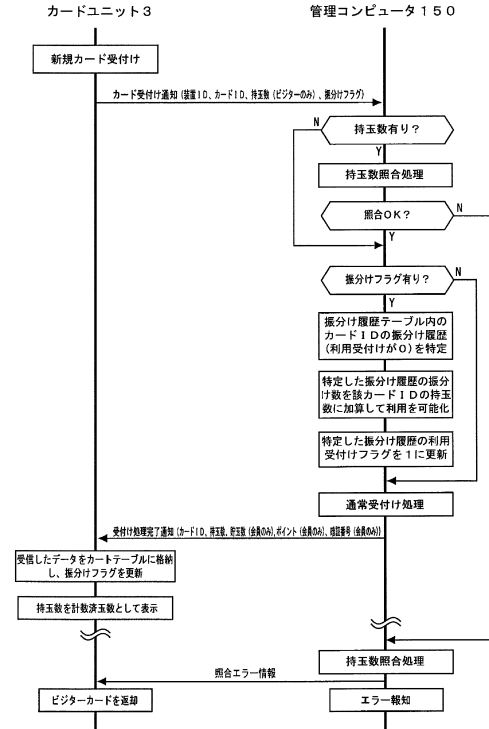 カードユニット３
管理コンピュータ１５０
新規カード受付け
カード受付け通知（装置ＩＤ、カードＩＤ、持玉数（ビジターのみ）、振分けフラグ）
持玉数有り？
N
Y
持玉数照合処理
照合ＯＫ？
N
Y
振分けフラグ有り？
N
Y
振分け履歴テーブル内の
カードＩＤの振分け履歴
（利用受付けが０）を特定
特定した振分け履歴の振分
け数を該カードＩＤの持玉
数に加算して利用を可能化
特定した振分け履歴の利用
受付けフラグを１に更新
通常受付け処理
受付け処理完了通知（カードＩＤ、持玉数、貯玉数（会員のみ）、ポイント（会員のみ）、暗証番号（会員のみ））
受信したデータをカートテーブルに格納
し、振分けフラグを更新
持玉数を計数済玉数として表示
持玉数照合処理
照合エラー情報
ビジターカードを返却
エラー報知